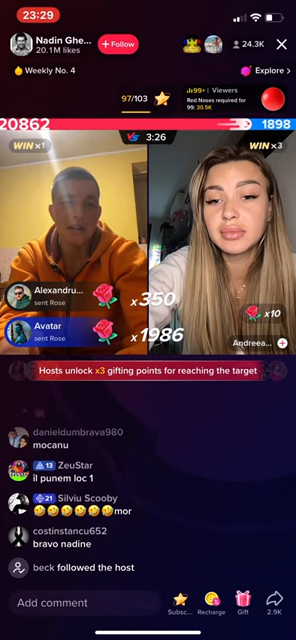 23:29
Nadin Ghe...
20.1M likes
+ Follow
24.3K
Weekly No. 4
Explore >
97/103
99+ Viewers
Red Noses required for
99: 30.5K
20862
1898
WIN x1
VS 3:26
WIN x3
Alexandru...
sent Rose
x350
Avatar
sent Rose
x1986
x10
Andreea...
Hosts unlock x3 gifting points for reaching the target
danieldumbrava980
mocanu
13 ZeuStar
il punem loc 1
21 Silviu Scooby
🤣🤣🤣🤣🤣🤣mor
costinstancu652
bravo nadine
beck followed the host
Add comment
Subsc...
Recharge
Gift
2.9K